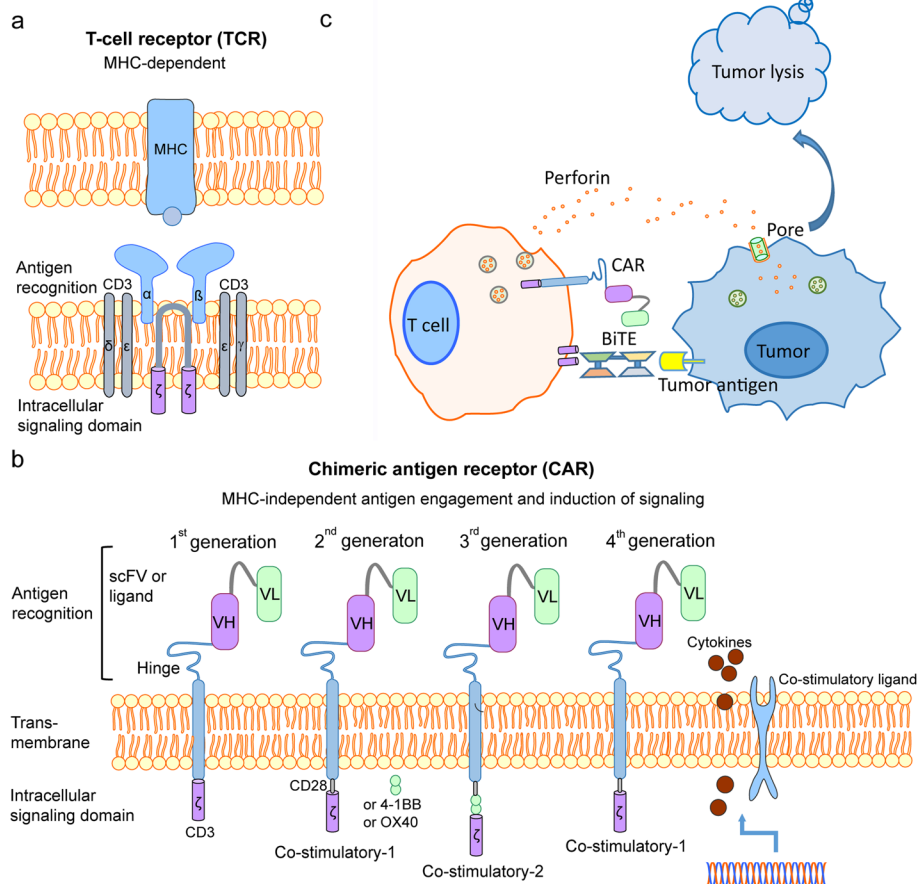 a
T-cell receptor (TCR)
MHC-dependent
MHC
Antigen
recognition
CD3
CD3
α
ß
δ
ε
ε
γ
ζ
ζ
Intracellular
signaling domain
c
Tumor lysis
Perforin
Pore
CAR
T cell
BiTE
Tumor
Tumor antigen
b
Chimeric antigen receptor (CAR)
MHC-independent antigen engagement and induction of signaling
1st generation
2nd generaton
3rd generation
4th generation
Antigen
recognition
scFV or
ligand
VH
VL
VH
VL
VH
VL
VH
VL
Hinge
Cytokines
Co-stimulatory ligand
Trans-
membrane
Intracellular
signaling domain
ζ
CD3
CD28
ζ
or 4-1BB
or OX40
Co-stimulatory-1
ζ
Co-stimulatory-2
ζ
Co-stimulatory-1